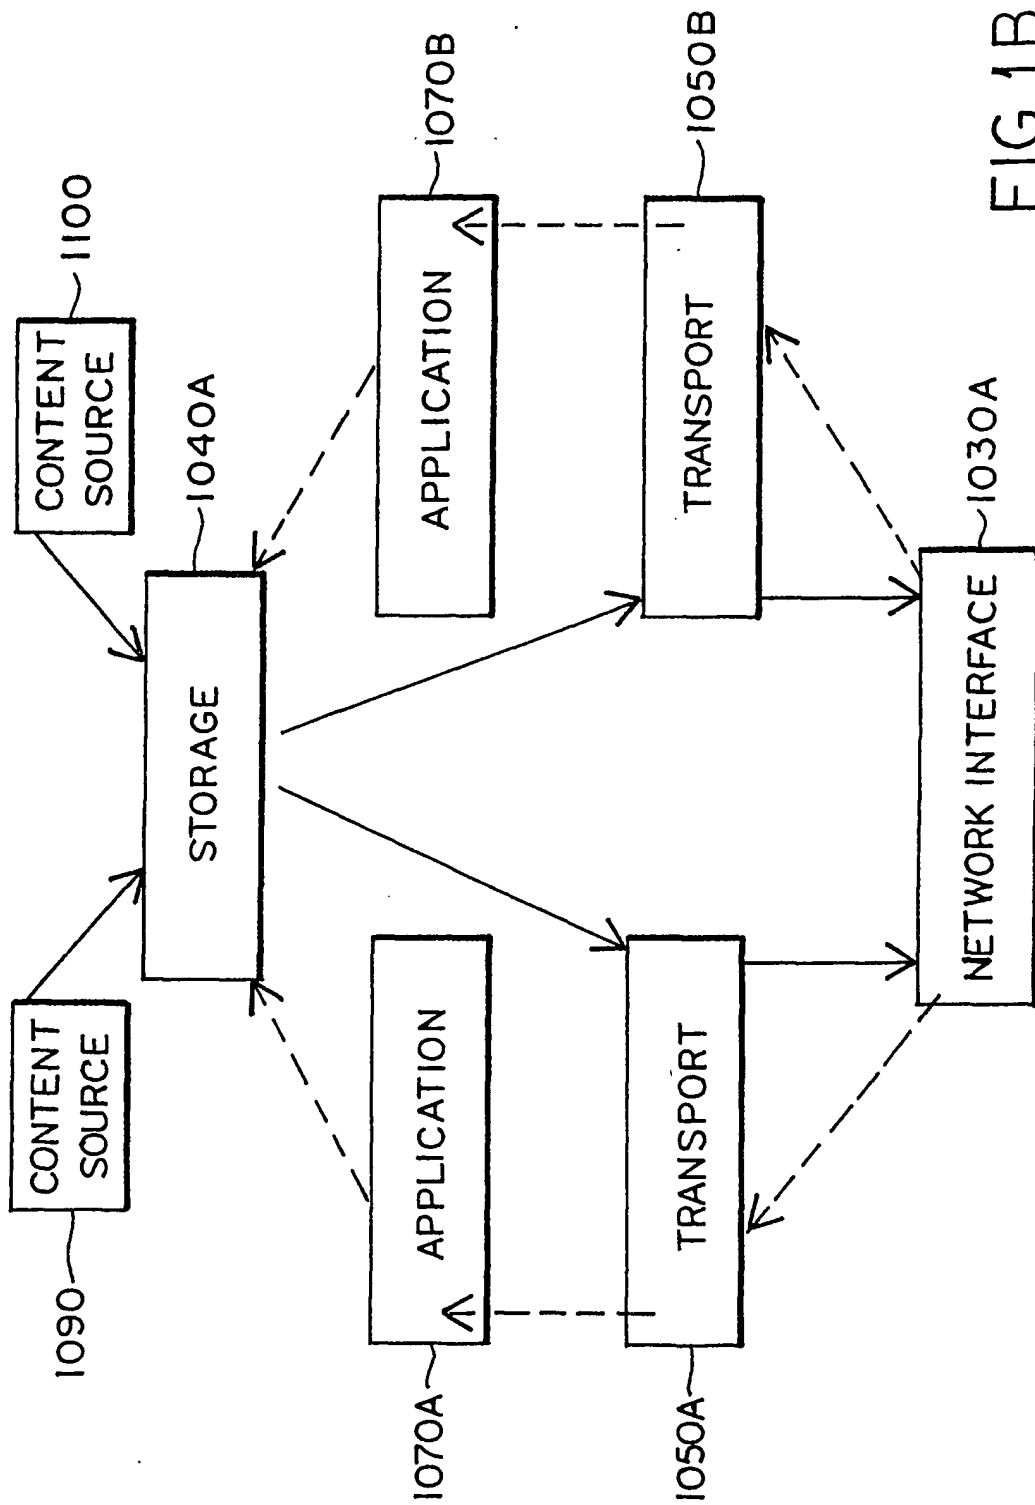 1090
CONTENT
SOURCE
CONTENT
SOURCE
1100
STORAGE
1040A
1070A
APPLICATION
APPLICATION
1070B
1050A
TRANSPORT
TRANSPORT
1050B
NETWORK INTERFACE
1030A
FIG. 1B